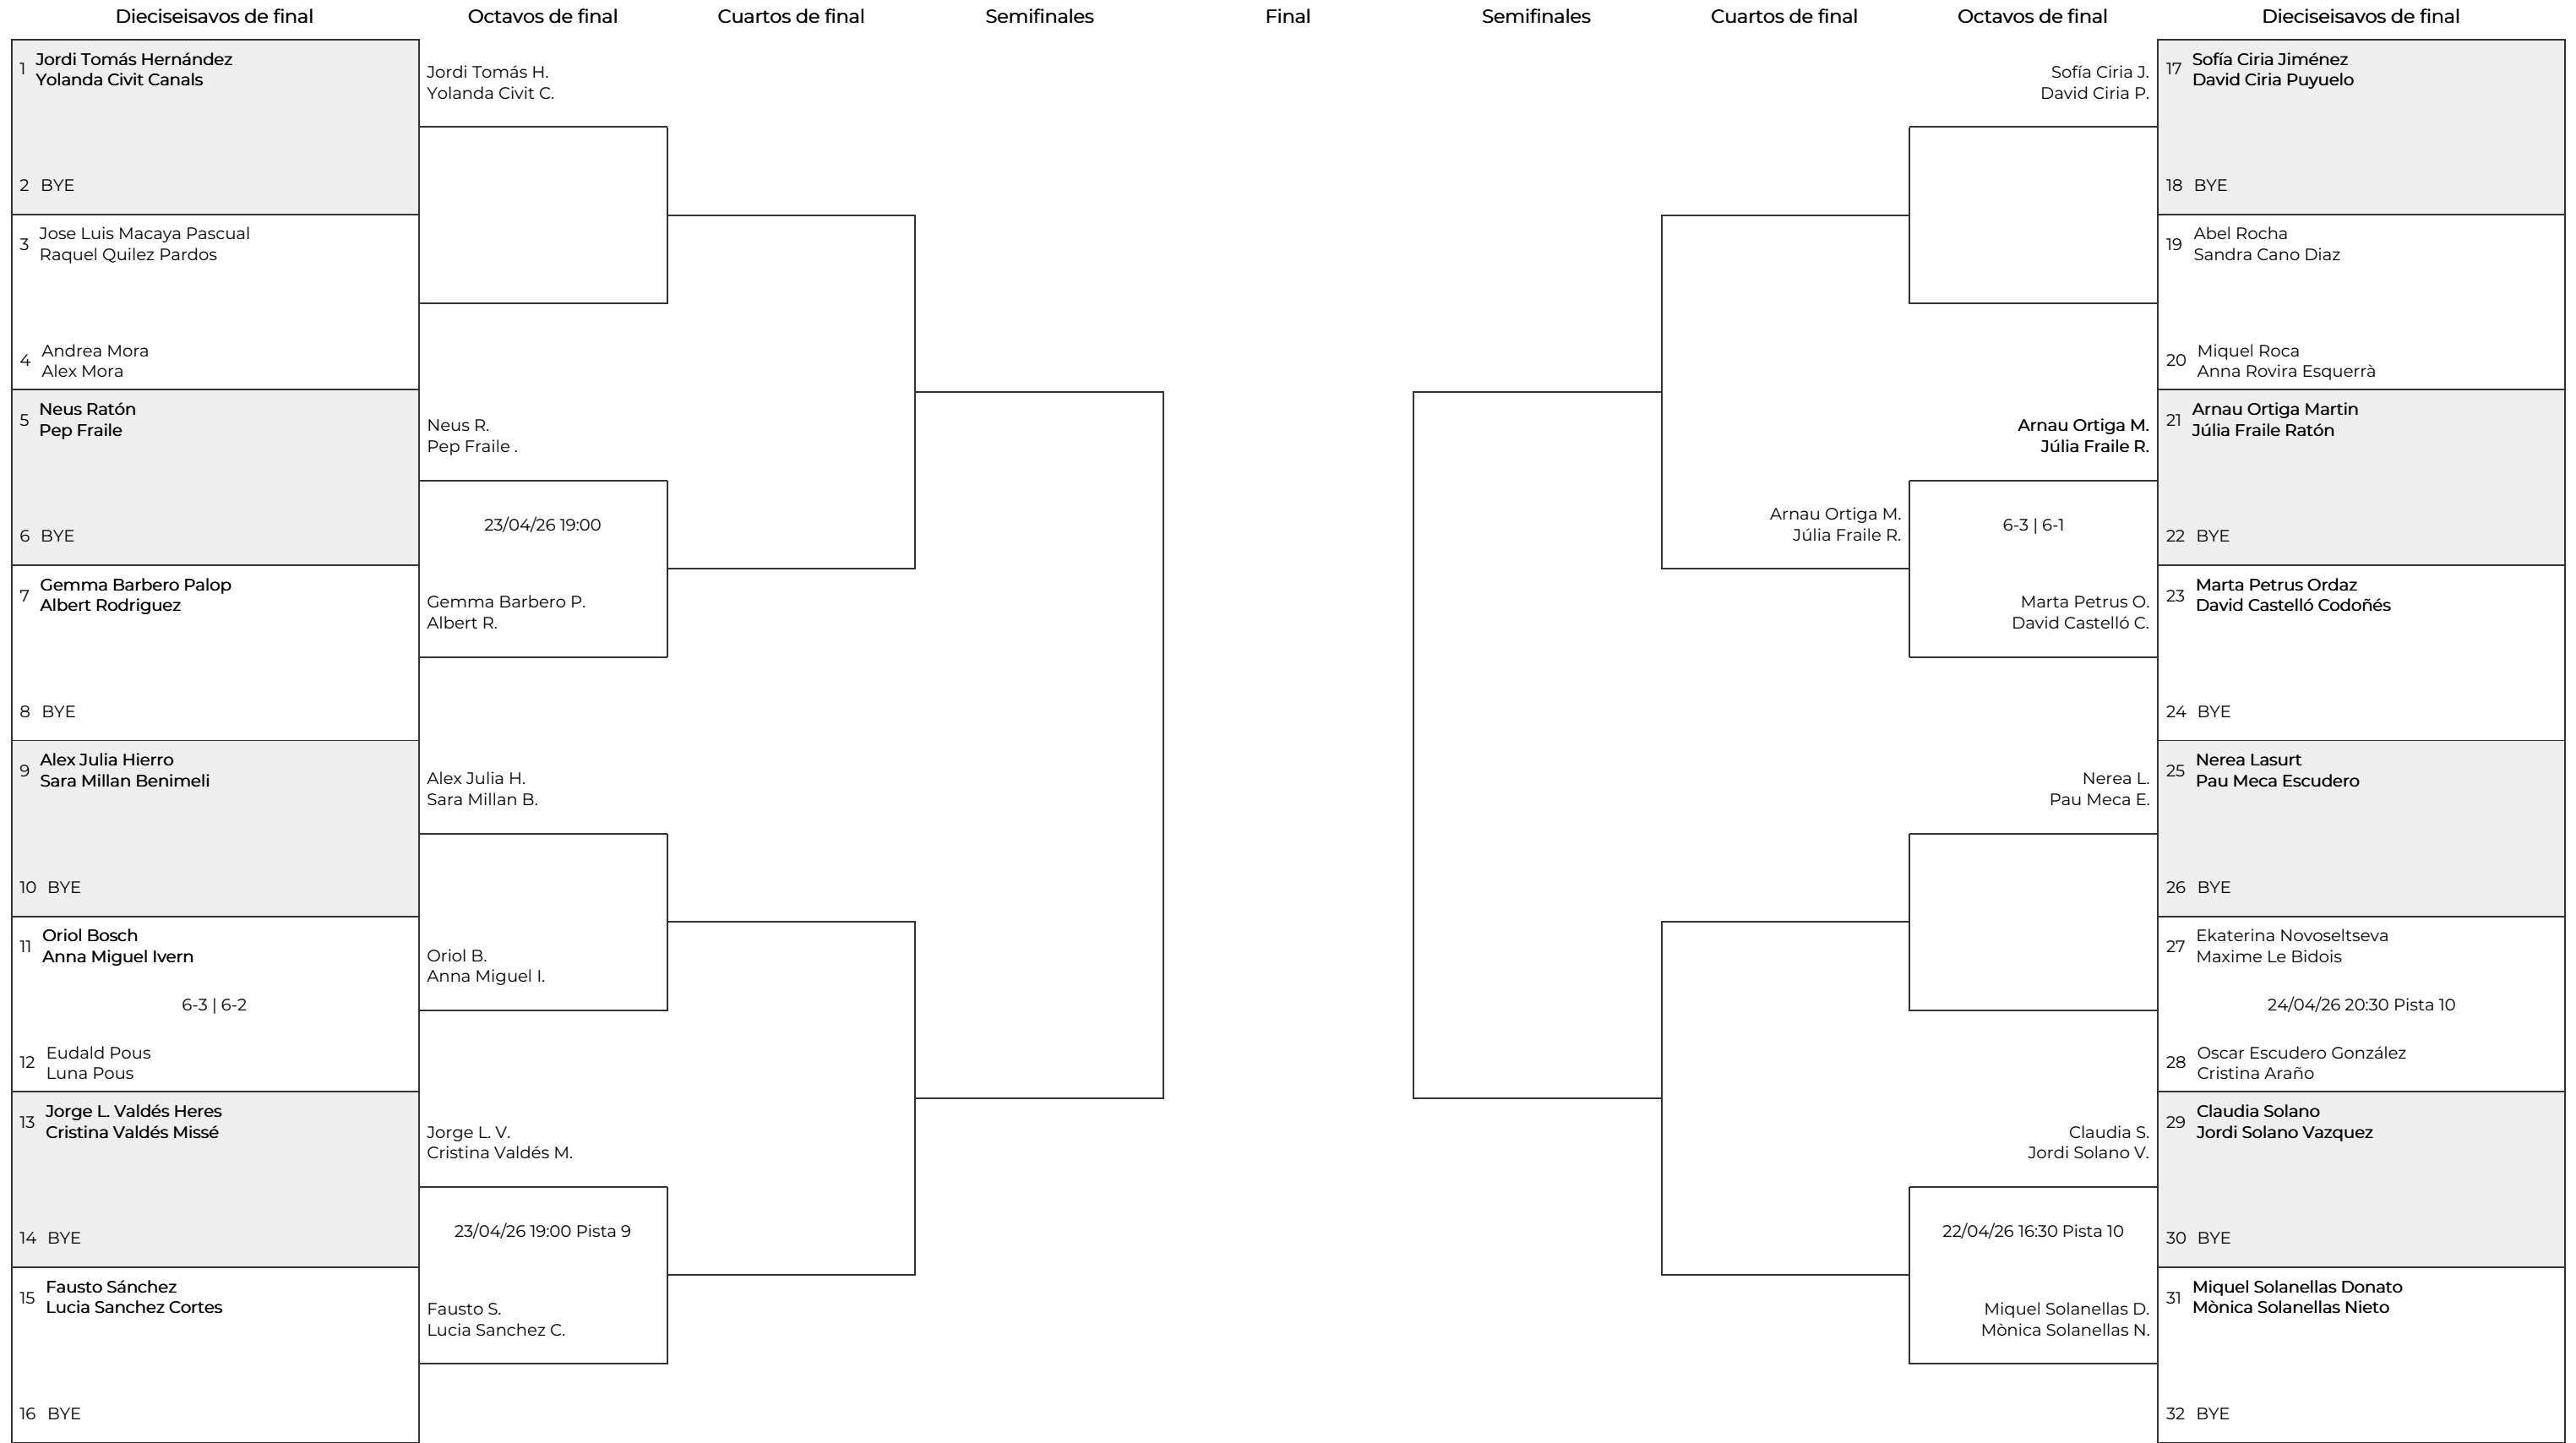 Dieciseisavos de final
Octavos de final
Cuartos de final
Semifinales
Final
Semifinales
Cuartos de final
Octavos de final
Dieciseisavos de final
1 Jordi Tomás Hernández
Yolanda Civit Canals
2 BYE
3 Jose Luis Macaya Pascual
Raquel Quilez Pardos
4 Andrea Mora
Alex Mora
5 Neus Ratón
Pep Fraile
6 BYE
7 Gemma Barbero Palop
Albert Rodriguez
8 BYE
9 Alex Julia Hierro
Sara Millan Benimeli
10 BYE
11 Oriol Bosch
Anna Miguel Ivern
6-3 | 6-2
12 Eudald Pous
Luna Pous
13 Jorge L. Valdés Heres
Cristina Valdés Missé
14 BYE
15 Fausto Sánchez
Lucia Sanchez Cortes
16 BYE
Jordi Tomás H.
Yolanda Civit C.
Neus R.
Pep Fraile .
23/04/26 19:00
Gemma Barbero P.
Albert R.
Alex Julia H.
Sara Millan B.
Oriol B.
Anna Miguel I.
Jorge L. V.
Cristina Valdés M.
23/04/26 19:00 Pista 9
Fausto S.
Lucia Sanchez C.
Arnau Ortiga M.
Júlia Fraile R.
Sofía Ciria J.
David Ciria P.
Arnau Ortiga M.
Júlia Fraile R.
6-3 | 6-1
Marta Petrus O.
David Castelló C.
Nerea L.
Pau Meca E.
Claudia S.
Jordi Solano V.
22/04/26 16:30 Pista 10
Miquel Solanellas D.
Mònica Solanellas N.
17 Sofía Ciria Jiménez
David Ciria Puyuelo
18 BYE
19 Abel Rocha
Sandra Cano Diaz
20 Miquel Roca
Anna Rovira Esquerrà
21 Arnau Ortiga Martin
Júlia Fraile Ratón
22 BYE
23 Marta Petrus Ordaz
David Castelló Codoñés
24 BYE
25 Nerea Lasurt
Pau Meca Escudero
26 BYE
27 Ekaterina Novoseltseva
Maxime Le Bidois
24/04/26 20:30 Pista 10
28 Oscar Escudero González
Cristina Araño
29 Claudia Solano
Jordi Solano Vazquez
30 BYE
31 Miquel Solanellas Donato
Mònica Solanellas Nieto
32 BYE